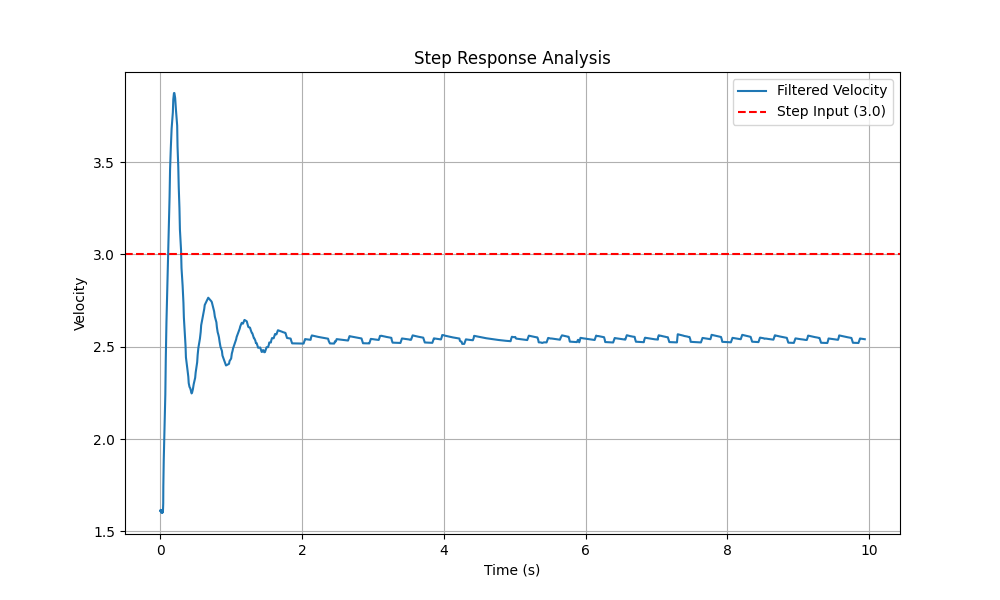 Step Response Analysis
Filtered Velocity
Step Input (3.0)
Velocity
3.5
3.0
2.5
2.0
1.5
0 2 4 6 8 10
Time (s)